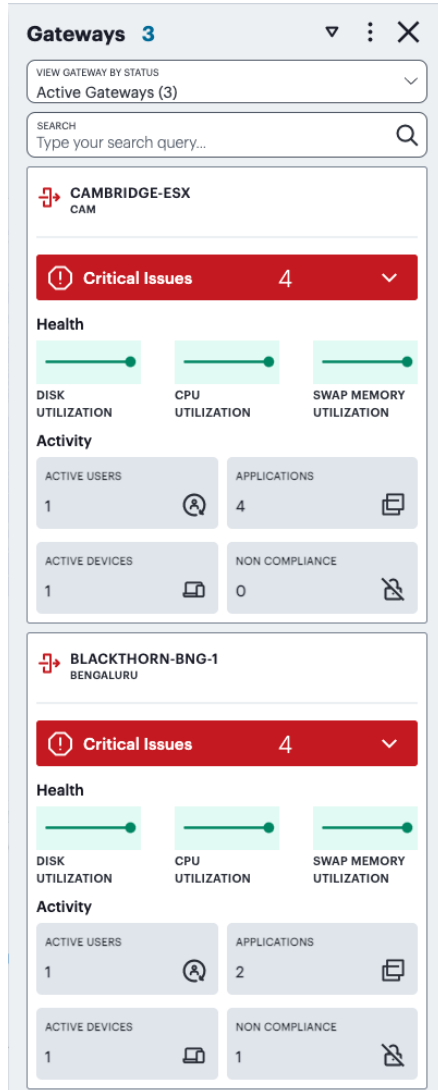 Gateways 3
VIEW GATEWAY BY STATUS
Active Gateways (3)
SEARCH
Type your search query...
CAMBRIDGE-ESX
CAM
Critical Issues 4
Health
DISK UTILIZATION
CPU UTILIZATION
SWAP MEMORY UTILIZATION
Activity
ACTIVE USERS
1
APPLICATIONS
4
ACTIVE DEVICES
1
NON COMPLIANCE
0
BLACKTHORN-BNG-1
BENGALURU
Critical Issues 4
Health
DISK UTILIZATION
CPU UTILIZATION
SWAP MEMORY UTILIZATION
Activity
ACTIVE USERS
1
APPLICATIONS
2
ACTIVE DEVICES
1
NON COMPLIANCE
1